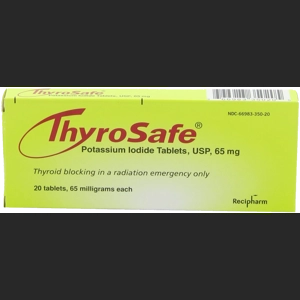 NDC 66983-350-20
ThyroSafe®
Potassium Iodide Tablets, USP, 65 mg
Thyroid blocking in a radiation emergency only
20 tablets, 65 milligrams each
Recipharm